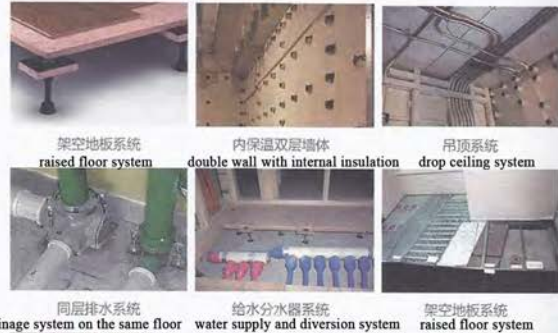 架空地板系统
raised floor system
内保温双层墙体
double wall with internal insulation
吊顶系统
drop ceiling system
同层排水系统
inage system on the same floor
给水分水器系统
water supply and diversion system
架空地板系统
raised floor system